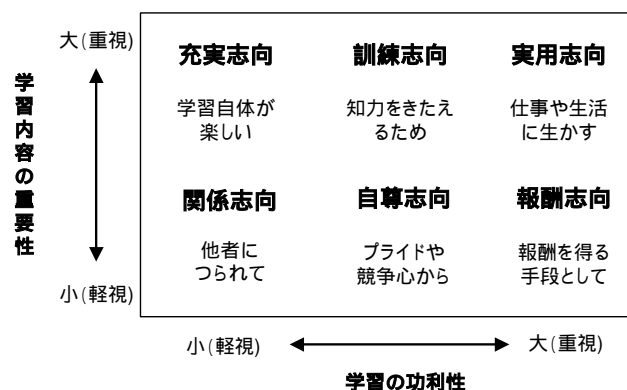 大(重視)
学習内容の重要性
小(軽視)
充実志向
学習自体が
楽しい
訓練志向
知力をきたえ
るため
実用志向
仕事や生活
に生かす
関係志向
他者に
つられて
自尊志向
プライドや
競争心から
報酬志向
報酬を得る
手段として
小(軽視)
大(重視)
学習の功利性